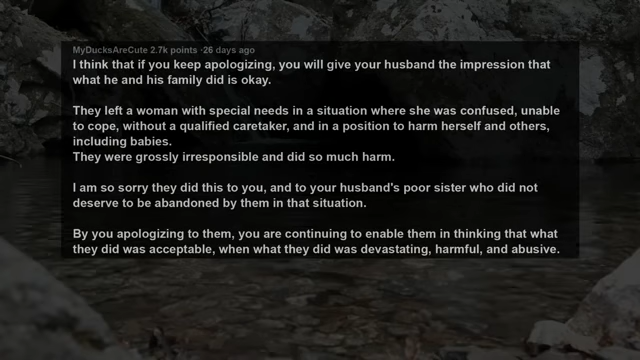 MyDucksAreCute 2.7k points ·26 days ago
I think that if you keep apologizing, you will give your husband the impression that
what he and his family did is okay.
They left a woman with special needs in a situation where she was confused, unable
to cope, without a qualified caretaker, and in a position to harm herself and others,
including babies.
They were grossly irresponsible and did so much harm.
I am so sorry they did this to you, and to your husband's poor sister who did not
deserve to be abandoned by them in that situation.
By you apologizing to them, you are continuing to enable them in thinking that what
they did was acceptable, when what they did was devastating, harmful, and abusive.